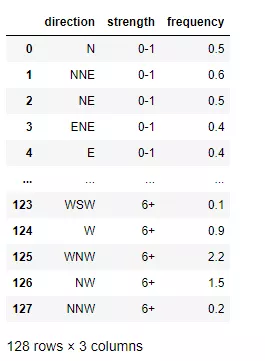 direction strength frequency
0 N 0-1 0.5
1 NNE 0-1 0.6
2 NE 0-1 0.5
3 ENE 0-1 0.4
4 E 0-1 0.4
... ... ... ...
123 WSW 6+ 0.1
124 W 6+ 0.9
125 WNW 6+ 2.2
126 NW 6+ 1.5
127 NNW 6+ 0.2
128 rows × 3 columns